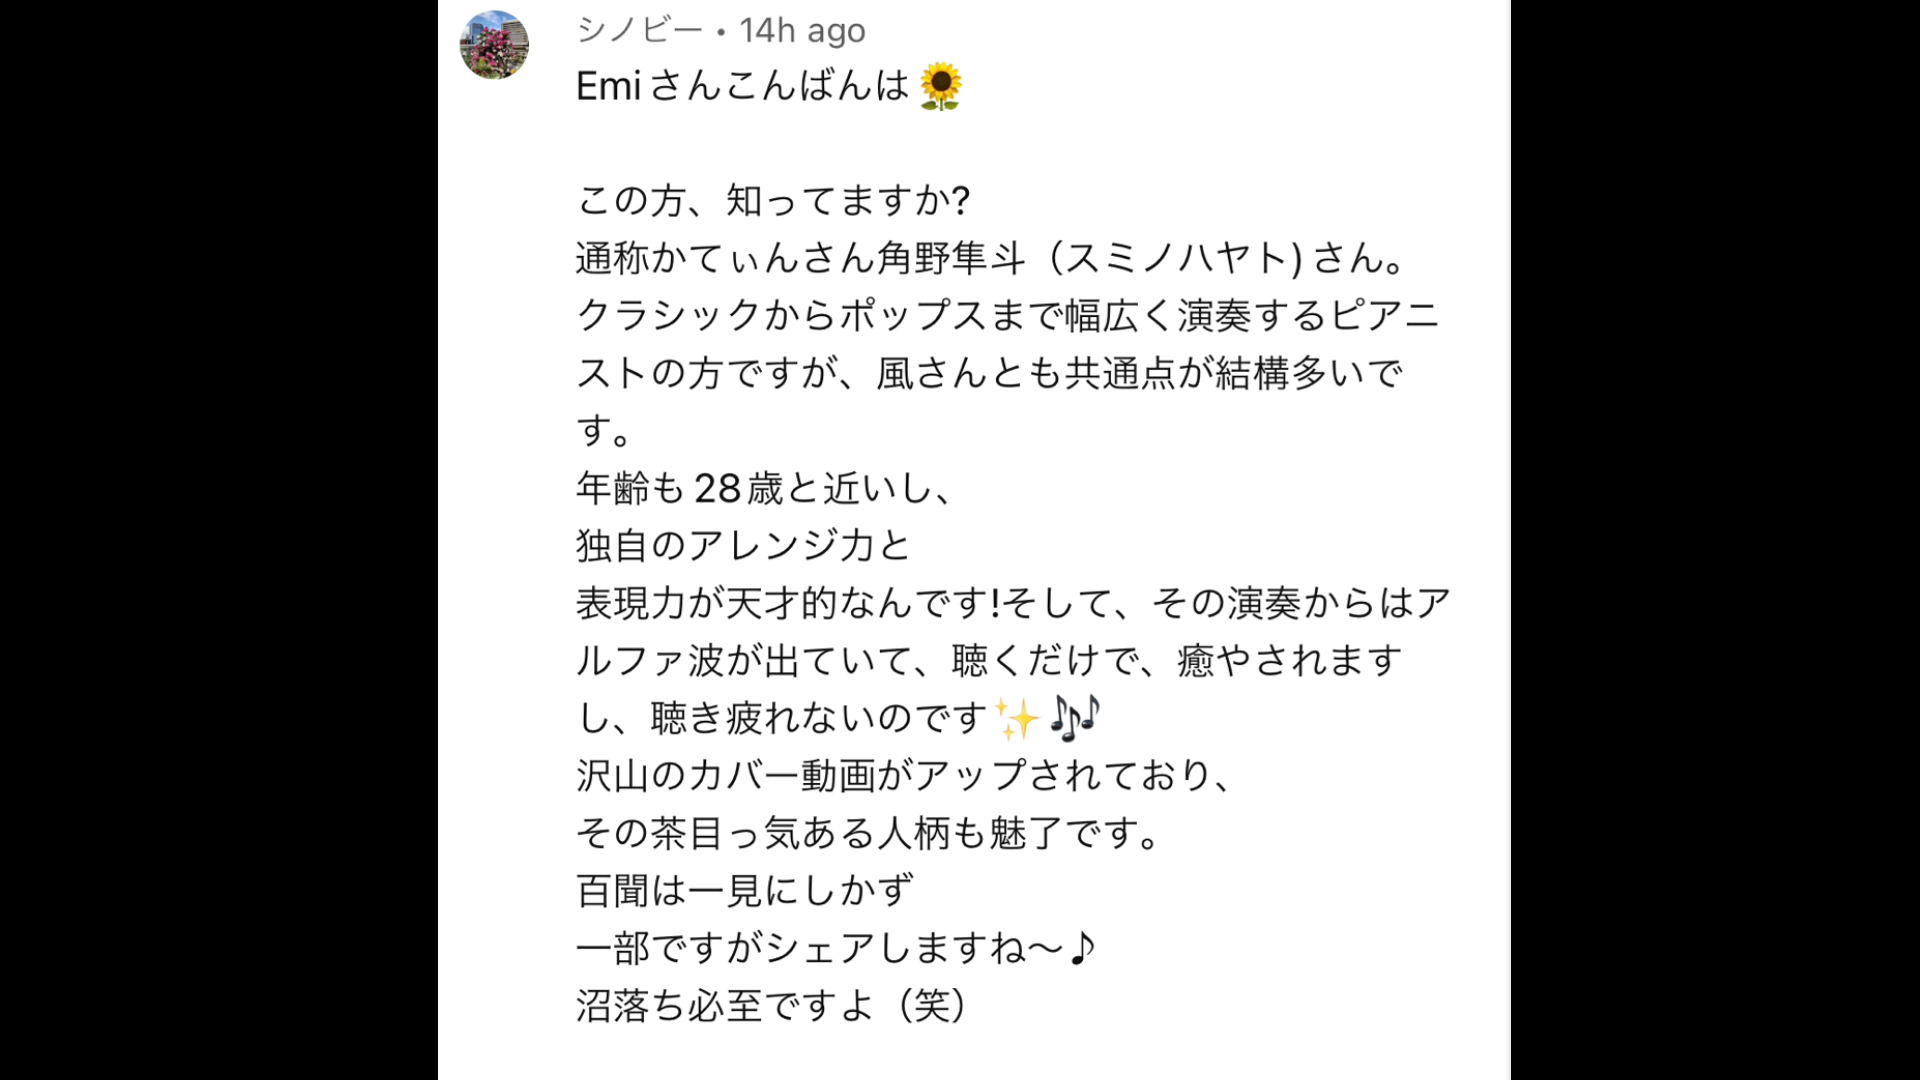 シノビー • 14h ago
Emiさんこんばんは🌻
この方、知ってますか?
通称かてぃんさん角野隼斗（スミノハヤト)さん。
クラシックからポップスまで幅広く演奏するピアニ
ストの方ですが、風さんとも共通点が結構多いで
す。
年齢も28歳と近いし、
独自のアレンジ力と
表現力が天才的なんです!そして、その演奏からはア
ルファ波が出ていて、聴くだけで、癒やされます
し、聴き疲れないのです✨🎶
沢山のカバー動画がアップされており、
その茶目っ気ある人柄も魅了です。
百聞は一見にしかず
一部ですがシェアしますね〜♪
沼落ち必至ですよ（笑）